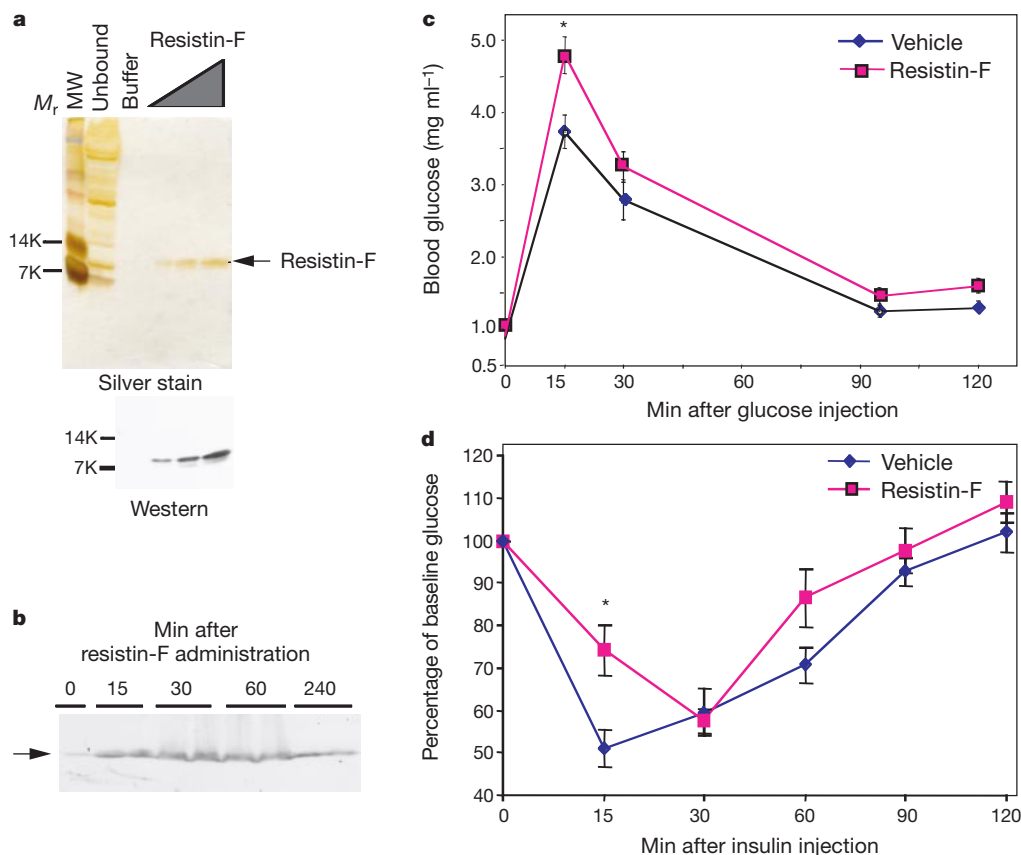 a
Resistin-F
Mr
MW
Unbound
Buffer
14K
7K
Resistin-F
Silver stain
14K
7K
Western
b
Min after
resistin-F administration
0 15 30 60 240
c
*
Vehicle
Resistin-F
Blood glucose (mg ml–1)
5.0
4.0
3.0
2.0
1.0
0.5
0 15 30 60 90 120
Min after glucose injection
d
*
Vehicle
Resistin-F
Percentage of baseline glucose
120
110
100
90
80
70
60
50
40
0 15 30 60 90 120
Min after insulin injection